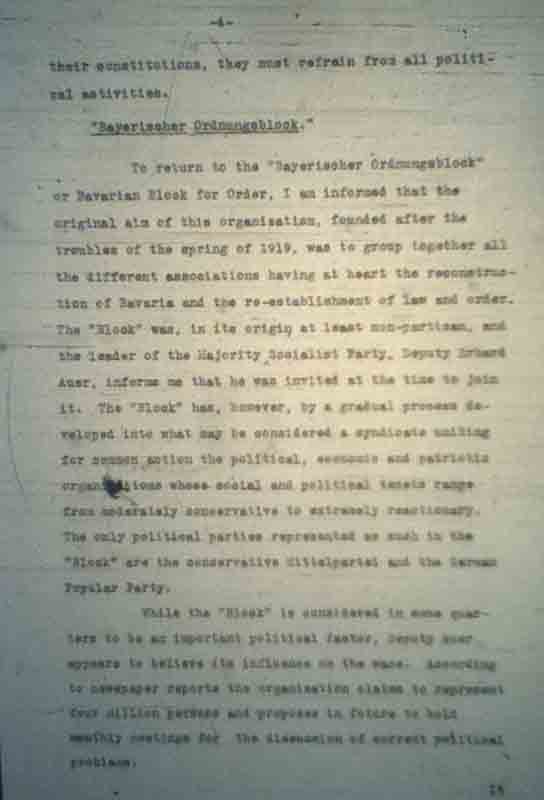 -4-
their constitutions, they must refrain from all politi-
cal activities.
"Bayerischer Ordnungsblock."
To return to the "Bayerischer Ordnungsblock"
or Bavarian Block for Order, I am informed that the
original aim of this organization, founded after the
troubles of the spring of 1919, was to group together all
the different associations having at heart the reconstruc-
tion of Bavaria and the re-establishment of law and order.
The "Block" was, in its origin at least non-partisan, and
the leader of the Majority Socialist Party, Deputy Erhard
Auer, informs me that he was invited at the time to join
it. The "Block" has, however, by a gradual process de-
veloped into what may be considered a syndicate uniting
for common action the political, economic and patriotic
organizations whose social and political tenets range
from moderately conservative to extremely reactionary.
The only political parties represented as such in the
"Block" are the conservative Mittelpartei and the German
Popular Party.
While the "Block" is considered in some quar-
ters to be an important political factor, Deputy Auer
appears to believe its influence on the wane. According
to newspaper reports the organization claims to represent
four million persons and proposes in future to hold
monthly meetings for the discussion of current political
problems.